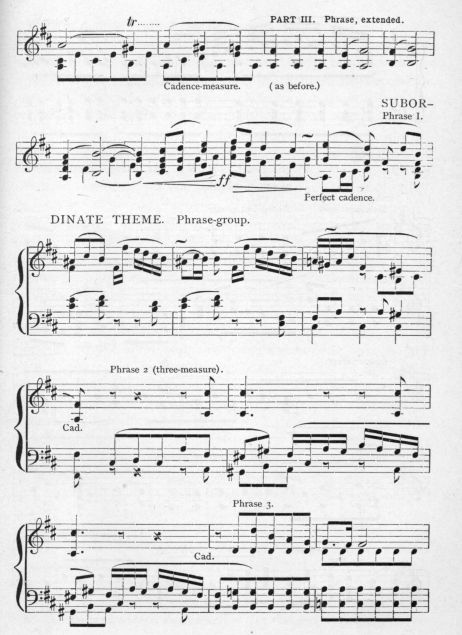 tr........
PART III. Phrase, extended.
Cadence-measure. (as before.)
SUBOR-
Phrase I.
ff
Perfect cadence.
DINATE THEME. Phrase-group.
Phrase 2 (three-measure).
Cad.
Phrase 3.
Cad.